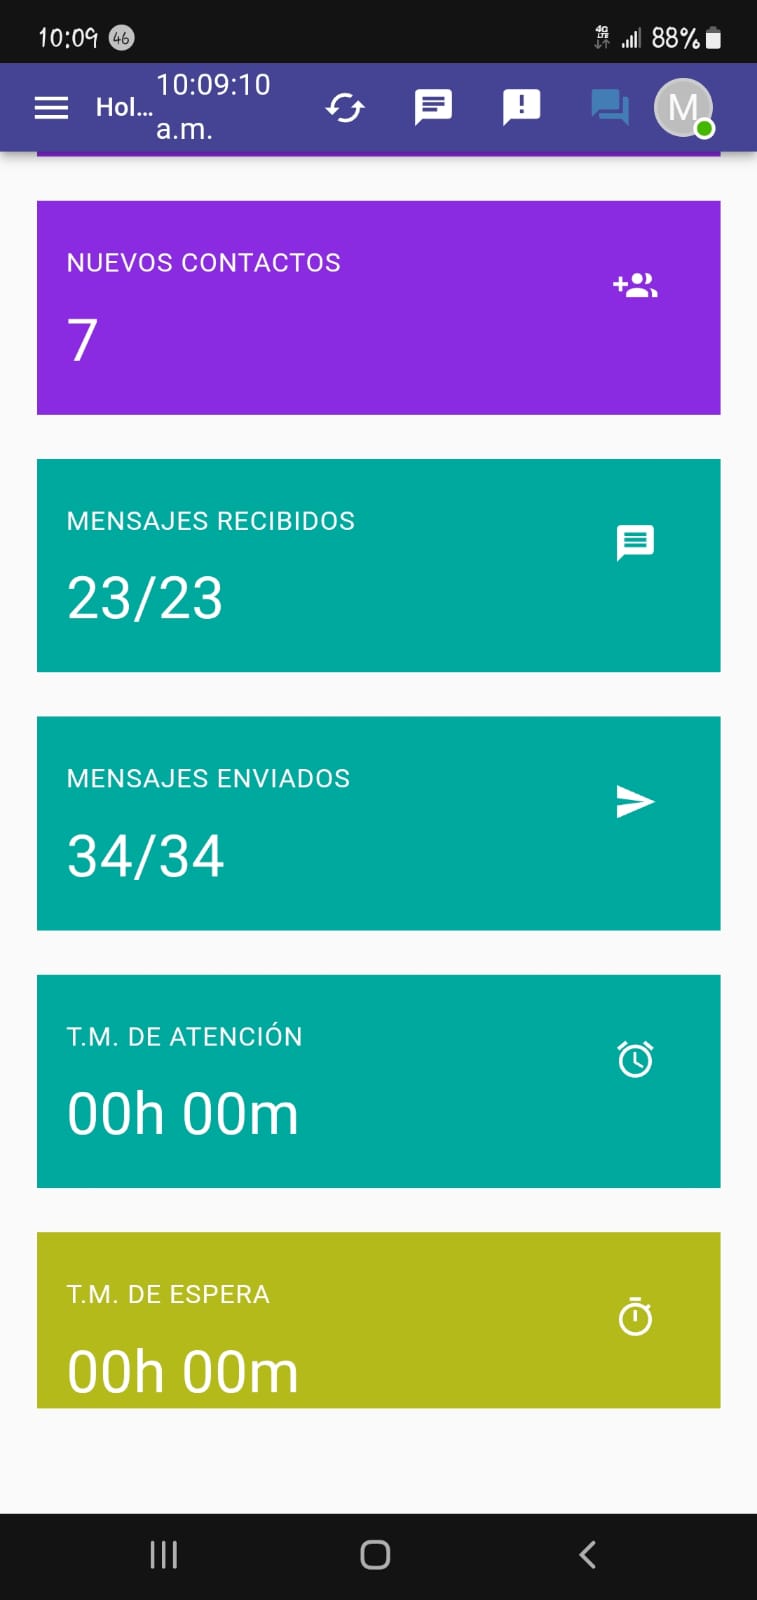 10:09 46 4G LTE 88%
Hol... 10:09:10 a.m. M
NUEVOS CONTACTOS
7
MENSAJES RECIBIDOS
23/23
MENSAJES ENVIADOS
34/34
T.M. DE ATENCIÓN
00h 00m
T.M. DE ESPERA
00h 00m